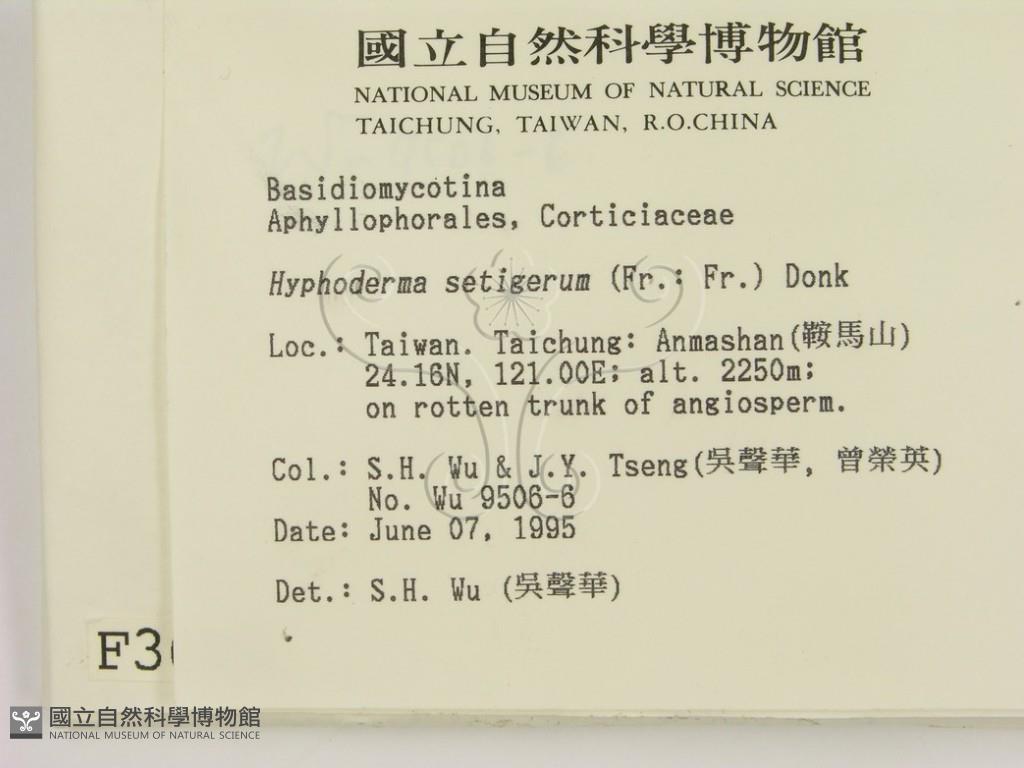 國立自然科學博物館
NATIONAL MUSEUM OF NATURAL SCIENCE
TAICHUNG, TAIWAN, R.O.CHINA
Basidiomycotina
Aphyllophorales, Corticiaceae
Hyphoderma setigerum (Fr.: Fr.) Donk
Loc.: Taiwan. Taichung: Anmashan(鞍馬山)
24.16N, 121.00E; alt. 2250m;
on rotten trunk of angiosperm.
Col.: S.H. Wu & J.Y. Tseng(吳聲華, 曾榮英)
No. Wu 9506-6
Date: June 07, 1995
Det.: S.H. Wu (吳聲華)
F3
國立自然科學博物館
NATIONAL MUSEUM OF NATURAL SCIENCE